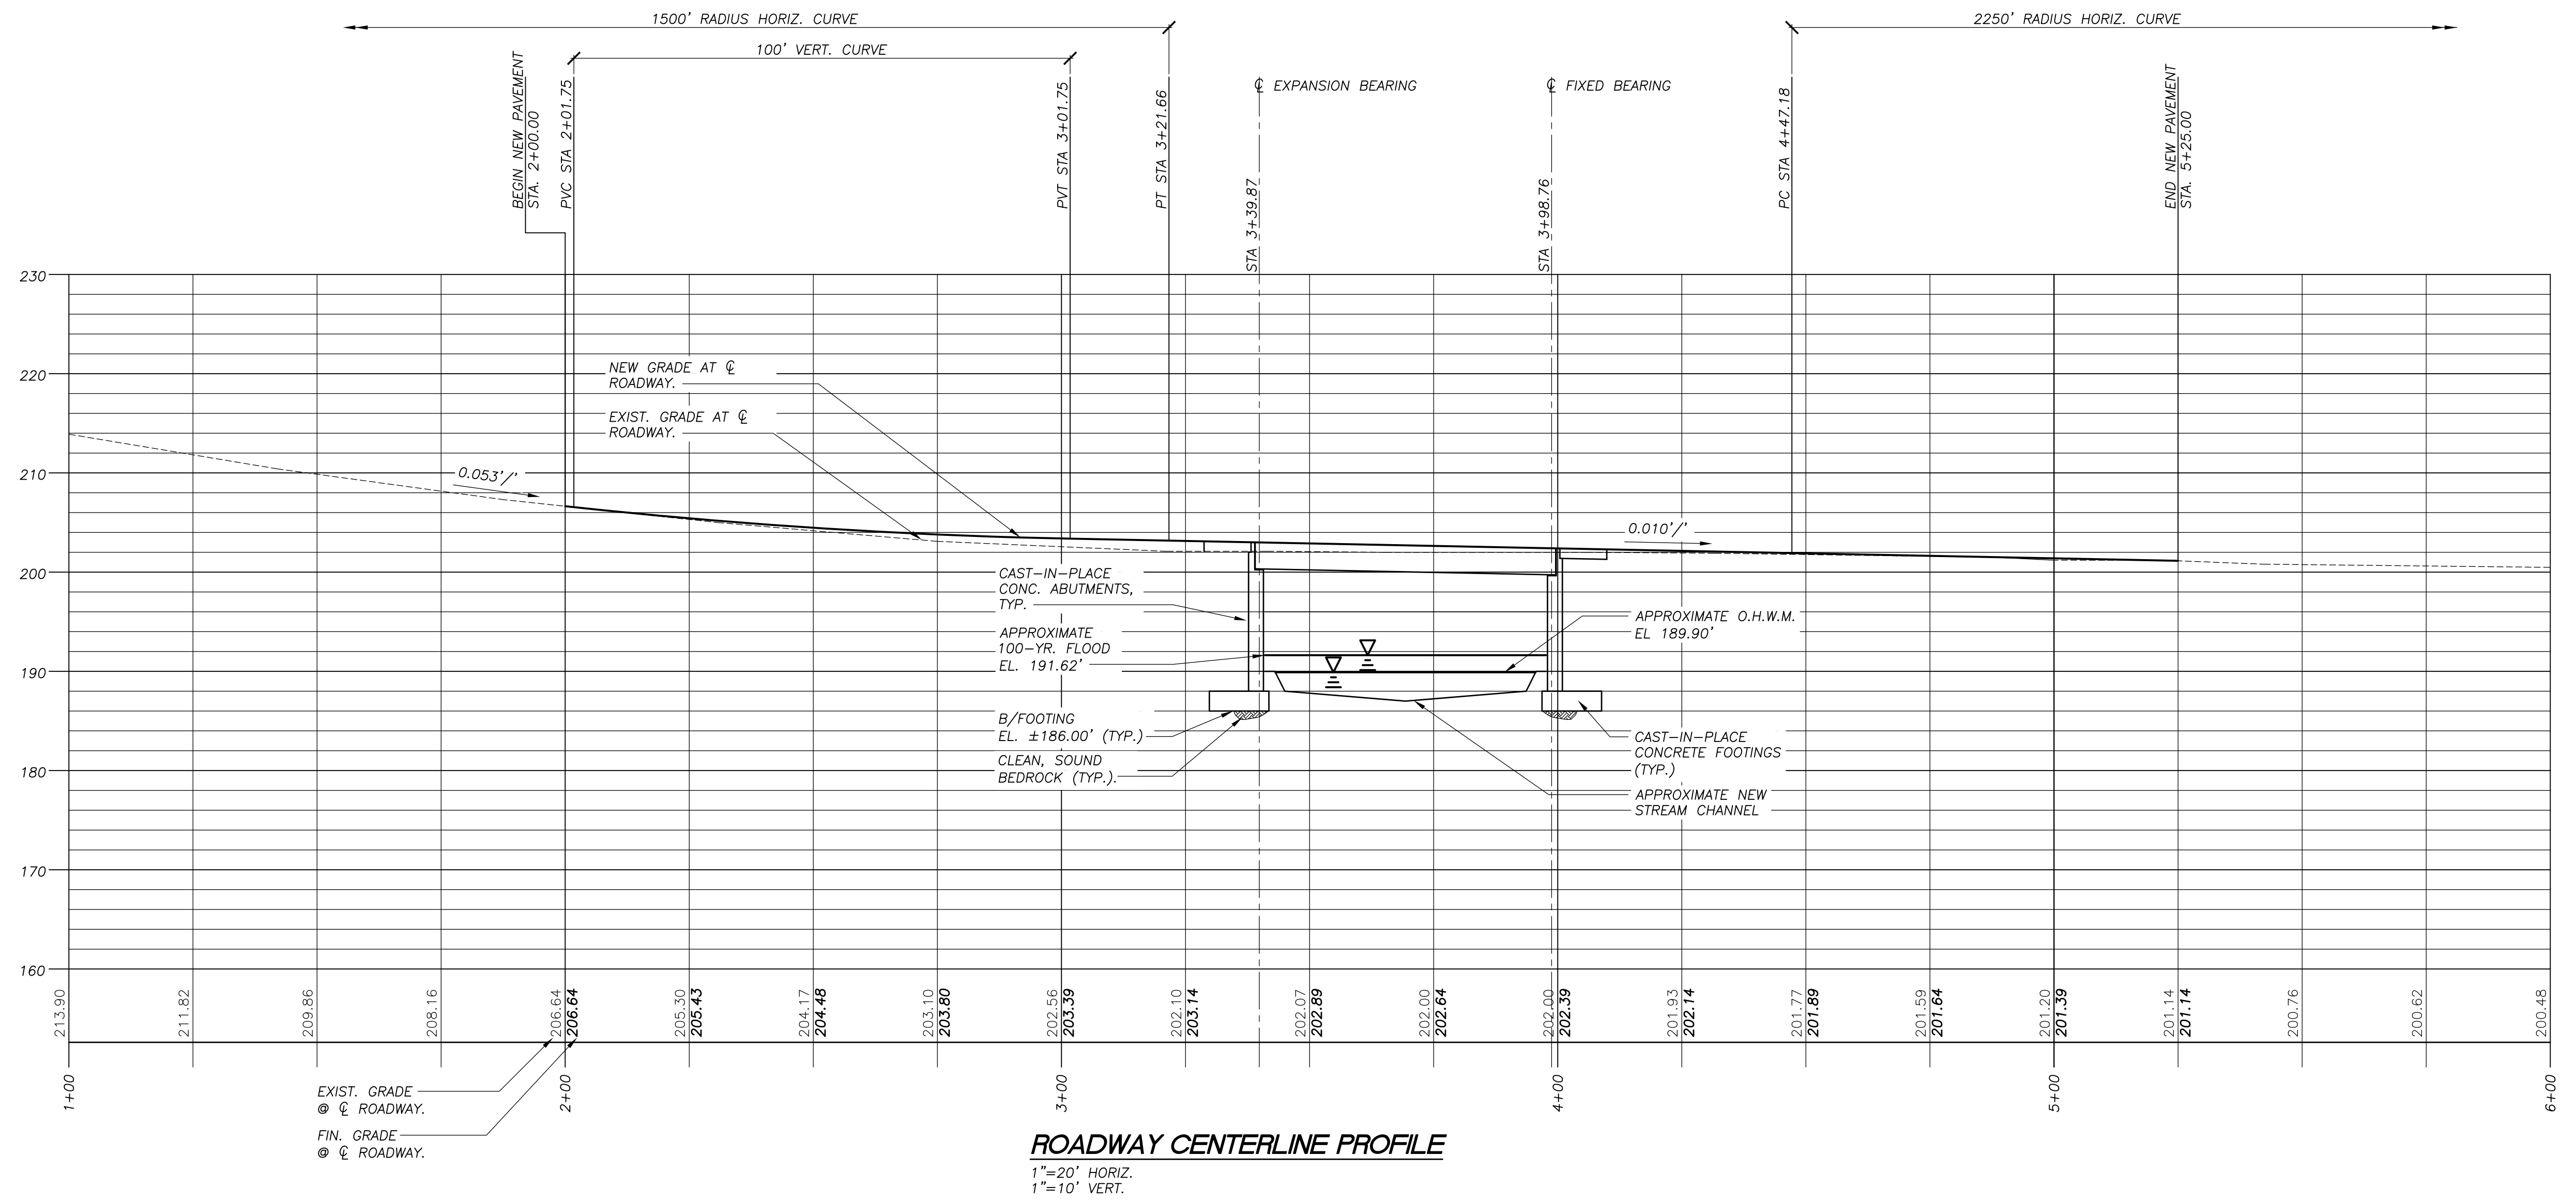 1500' RADIUS HORIZ. CURVE
2250' RADIUS HORIZ. CURVE
100' VERT. CURVE
BEGIN NEW PAVEMENT
STA. 2+00.00
PVC STA 2+01.75
PVT STA 3+01.75
PT STA 3+21.66
℄ EXPANSION BEARING
STA 3+39.87
℄ FIXED BEARING
STA 3+98.76
PC STA 4+47.18
END NEW PAVEMENT
STA. 5+25.00
230
220
210
200
190
180
170
160
NEW GRADE AT ℄
ROADWAY.
EXIST. GRADE AT ℄
ROADWAY.
0.053'/'
0.010'/'
CAST-IN-PLACE
CONC. ABUTMENTS,
TYP.
APPROXIMATE
100-YR. FLOOD
EL. 191.62'
B/FOOTING
EL. ±186.00' (TYP.)
CLEAN, SOUND
BEDROCK (TYP.).
APPROXIMATE O.H.W.M.
EL 189.90'
CAST-IN-PLACE
CONCRETE FOOTINGS
(TYP.)
APPROXIMATE NEW
STREAM CHANNEL
213.90
211.82
209.86
208.16
206.64
206.64
205.30
205.43
204.17
204.48
203.10
203.80
202.56
203.39
202.10
203.14
202.07
202.89
202.00
202.64
202.00
202.39
201.93
202.14
201.77
201.89
201.59
201.64
201.20
201.39
201.14
201.14
200.76
200.62
200.48
1+00
2+00
3+00
4+00
5+00
6+00
EXIST. GRADE
@ ℄ ROADWAY.
FIN. GRADE
@ ℄ ROADWAY.
ROADWAY CENTERLINE PROFILE
1"=20' HORIZ.
1"=10' VERT.